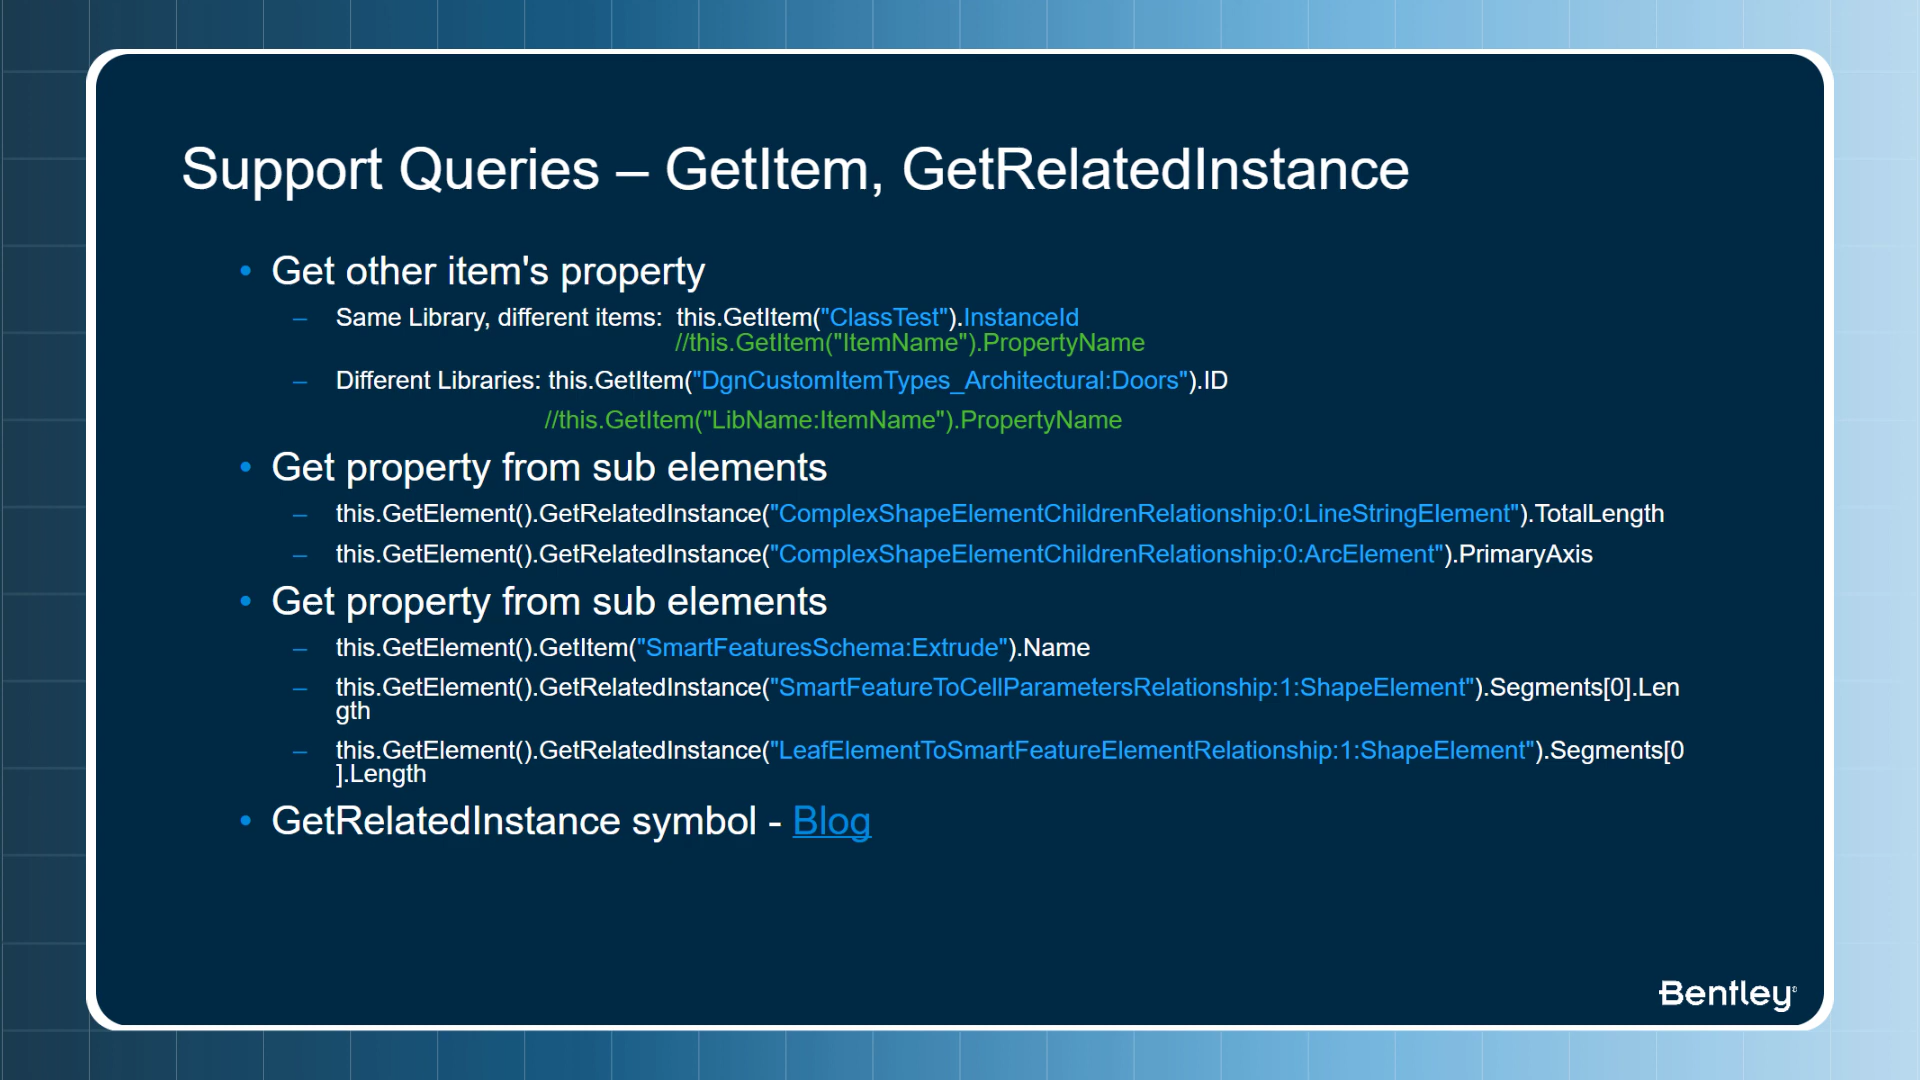 Support Queries – GetItem, GetRelatedInstance
• Get other item's property
– Same Library, different items: this.GetItem("ClassTest").InstanceId
//this.GetItem("ItemName").PropertyName
– Different Libraries: this.GetItem("DgnCustomItemTypes_Architectural:Doors").ID
//this.GetItem("LibName:ItemName").PropertyName
• Get property from sub elements
– this.GetElement().GetRelatedInstance("ComplexShapeElementChildrenRelationship:0:LineStringElement").TotalLength
– this.GetElement().GetRelatedInstance("ComplexShapeElementChildrenRelationship:0:ArcElement").PrimaryAxis
• Get property from sub elements
– this.GetElement().GetItem("SmartFeaturesSchema:Extrude").Name
– this.GetElement().GetRelatedInstance("SmartFeatureToCellParametersRelationship:1:ShapeElement").Segments[0].Len
gth
– this.GetElement().GetRelatedInstance("LeafElementToSmartFeatureElementRelationship:1:ShapeElement").Segments[0
].Length
• GetRelatedInstance symbol - Blog
Bentley®